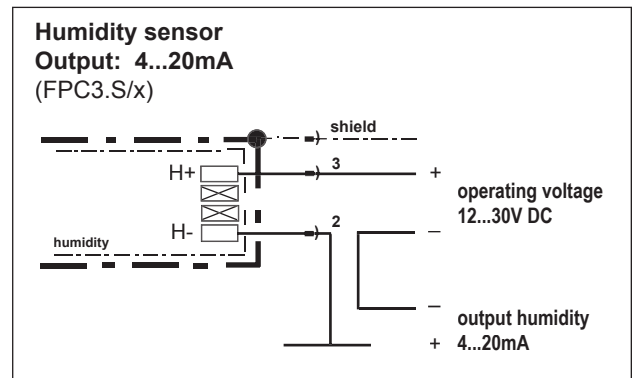 Humidity sensor
Output: 4...20mA
(FPC3.S/x)
shield
H+
3
+
operating voltage
12...30V DC
H-
2
–
humidity
–
output humidity
+
4...20mA